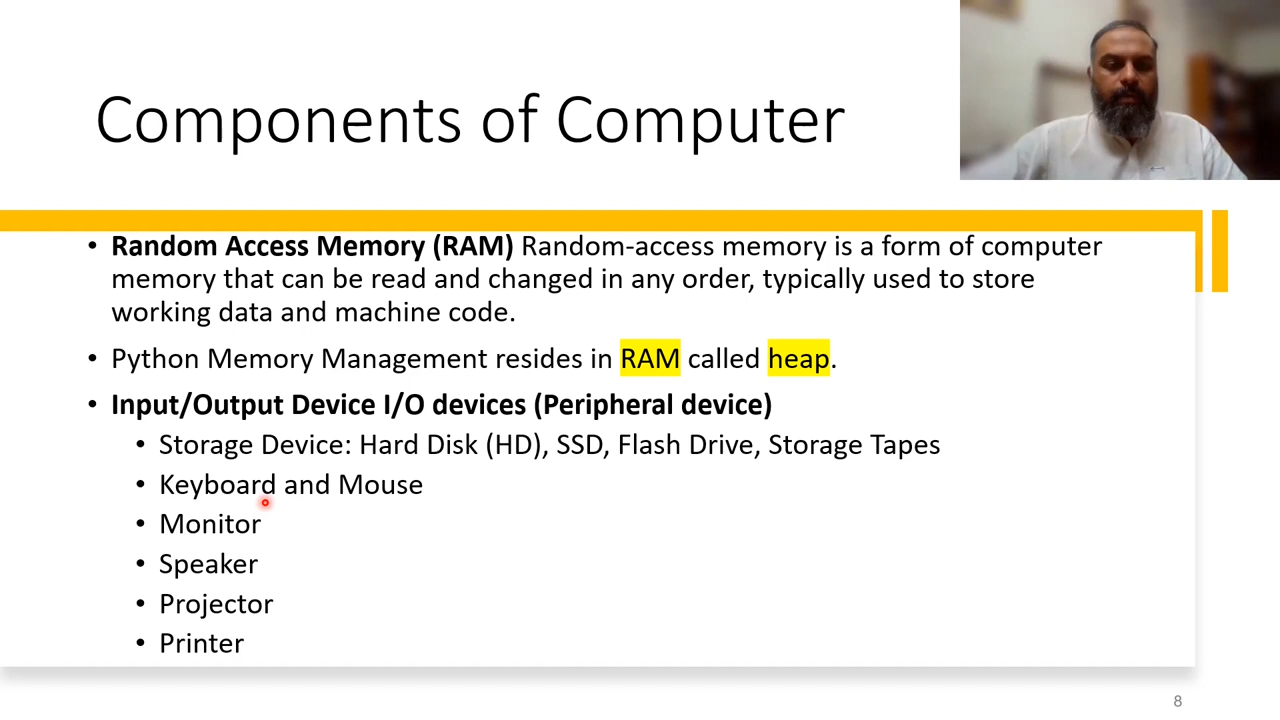 Components of Computer
• Random Access Memory (RAM) Random-access memory is a form of computer
memory that can be read and changed in any order, typically used to store
working data and machine code.
• Python Memory Management resides in RAM called heap.
• Input/Output Device I/O devices (Peripheral device)
• Storage Device: Hard Disk (HD), SSD, Flash Drive, Storage Tapes
• Keyboard and Mouse
• Monitor
• Speaker
• Projector
• Printer
8